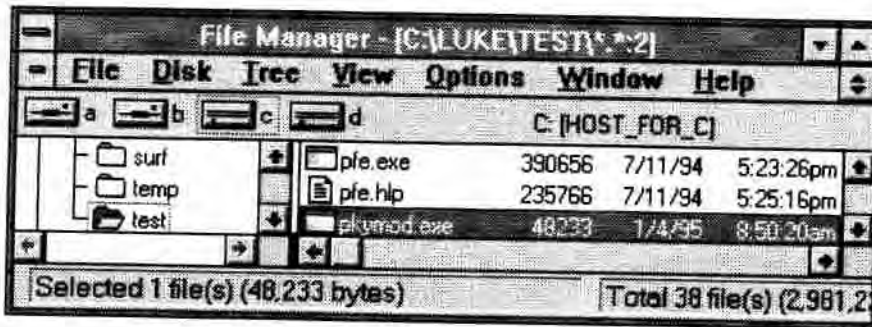 File Manager - [C:\LUKE\TEST\*.*:2]
File Disk Tree View Options Window Help
a b c d C: [HOST_FOR_C]
surf pfe.exe 390656 7/11/94 5:23:26pm
temp pfe.hlp 235766 7/11/94 5:25:16pm
test pkymod.exe 48233 1/4/95 8:50:20am
Selected 1 file(s) (48,233 bytes) Total 38 file(s) (2,981,2